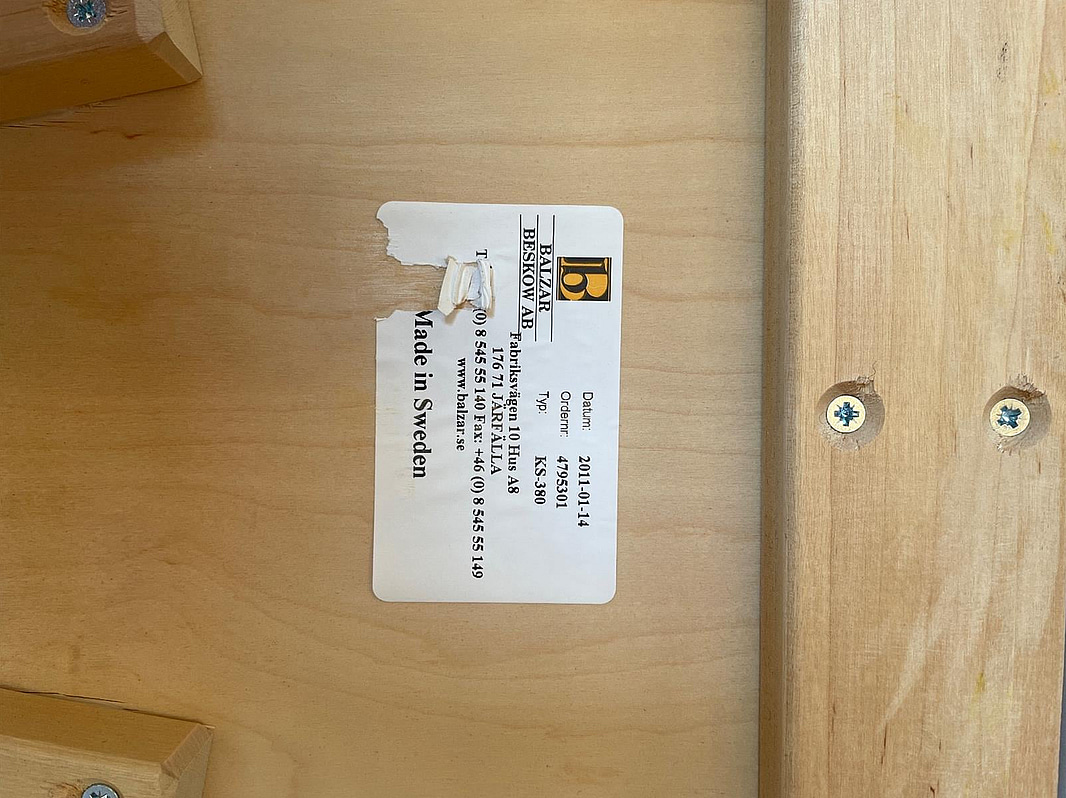 b
BALZAR
BESKOW AB
Datum: 2011-01-14
Ordernr: 4795301
Typ: KS-380
Fabriksvägen 10 Hus A8
176 71 JÄRFÄLLA
(0) 8 545 55 140 Fax: +46 (0) 8 545 55 149
www.balzar.se
Made in Sweden